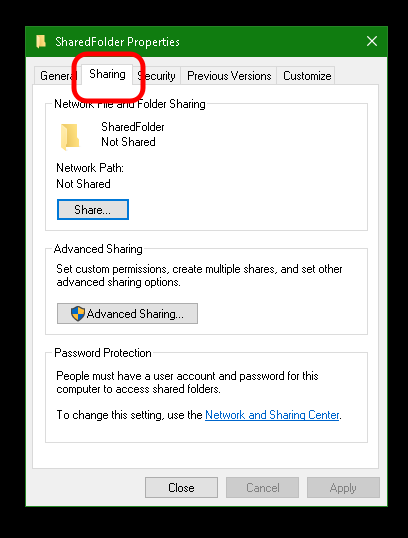 SharedFolder Properties
General Sharing Security Previous Versions Customize
Network File and Folder Sharing
SharedFolder
Not Shared
Network Path:
Not Shared
Share...
Advanced Sharing
Set custom permissions, create multiple shares, and set other
advanced sharing options.
Advanced Sharing...
Password Protection
People must have a user account and password for this
computer to access shared folders.
To change this setting, use the Network and Sharing Center.
Close Cancel Apply